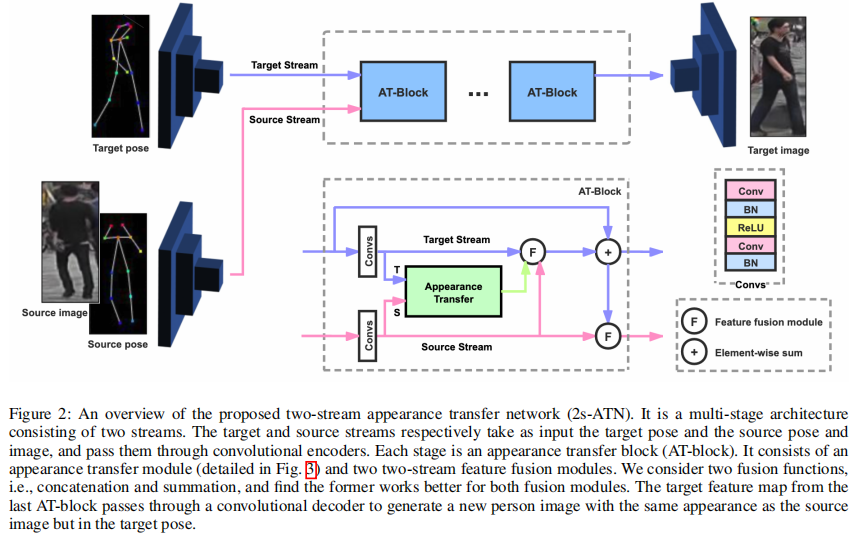 Target Stream
Source Stream
AT-Block
...
AT-Block
Target pose
Target image
Source image
Source pose
AT-Block
Convs
Target Stream
T
S
Appearance
Transfer
F
+
Convs
Source Stream
F
Conv
BN
ReLU
Conv
BN
Convs
F
Feature fusion module
+
Element-wise sum
Figure 2: An overview of the proposed two-stream appearance transfer network (2s-ATN). It is a multi-stage architecture
consisting of two streams. The target and source streams respectively take as input the target pose and the source pose and
image, and pass them through convolutional encoders. Each stage is an appearance transfer block (AT-block). It consists of an
appearance transfer module (detailed in Fig. 3) and two two-stream feature fusion modules. We consider two fusion functions,
i.e., concatenation and summation, and find the former works better for both fusion modules. The target feature map from the
last AT-block passes through a convolutional decoder to generate a new person image with the same appearance as the source
image but in the target pose.